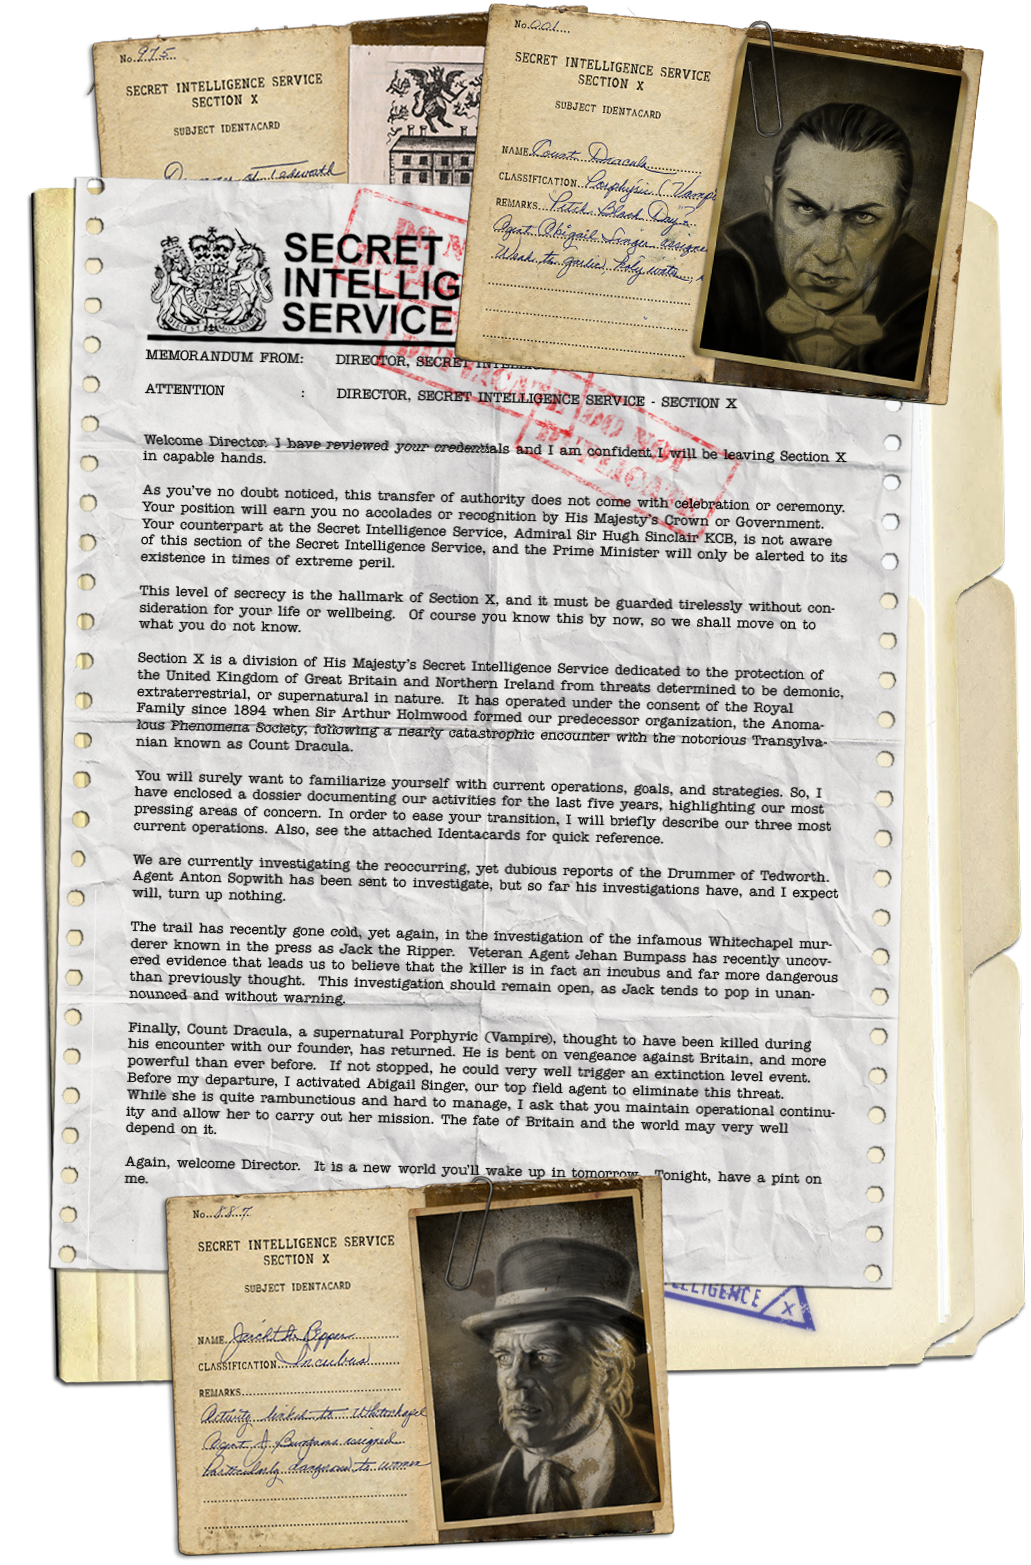 No. 975
SECRET INTELLIGENCE SERVICE
SECTION X
SUBJECT IDENTACARD
Drummer of Tedworth
No. 001
SECRET INTELLIGENCE SERVICE
SECTION X
SUBJECT IDENTACARD
NAME Count Dracula
CLASSIFICATION Porphyric (Vamp
REMARKS Pitch Black Day
Agent Abigail Singer assigne
Weak to garlic, holy water,
SECRET
INTELLIG
SERVICE
DO NOT
DUPLICATE
MEMORANDUM FROM: DIRECTOR, SECRET INTELLIG
ATTENTION : DIRECTOR, SECRET INTELLIGENCE SERVICE - SECTION X
Welcome Director. I have reviewed your credentials and I am confident I will be leaving Section X
in capable hands.
As you've no doubt noticed, this transfer of authority does not come with celebration or ceremony.
Your position will earn you no accolades or recognition by His Majesty's Crown or Government.
Your counterpart at the Secret Intelligence Service, Admiral Sir Hugh Sinclair KCB, is not aware
of this section of the Secret Intelligence Service, and the Prime Minister will only be alerted to its
existence in times of extreme peril.
This level of secrecy is the hallmark of Section X, and it must be guarded tirelessly without con-
sideration for your life or wellbeing. Of course you know this by now, so we shall move on to
what you do not know.
Section X is a division of His Majesty's Secret Intelligence Service dedicated to the protection of
the United Kingdom of Great Britain and Northern Ireland from threats determined to be demonic,
extraterrestrial, or supernatural in nature. It has operated under the consent of the Royal
Family since 1894 when Sir Arthur Holmwood formed our predecessor organization, the Anoma-
lous Phenomena Society, following a nearly catastrophic encounter with the notorious Transylva-
nian known as Count Dracula.
You will surely want to familiarize yourself with current operations, goals, and strategies. So, I
have enclosed a dossier documenting our activities for the last five years, highlighting our most
pressing areas of concern. In order to ease your transition, I will briefly describe our three most
current operations. Also, see the attached Identacards for quick reference.
We are currently investigating the reoccurring, yet dubious reports of the Drummer of Tedworth.
Agent Anton Sopwith has been sent to investigate, but so far his investigations have, and I expect
will, turn up nothing.
The trail has recently gone cold, yet again, in the investigation of the infamous Whitechapel mur-
derer known in the press as Jack the Ripper. Veteran Agent Jehan Bumpass has recently uncov-
ered evidence that leads us to believe that the killer is in fact an incubus and far more dangerous
than previously thought. This investigation should remain open, as Jack tends to pop in unan-
nounced and without warning.
Finally, Count Dracula, a supernatural Porphyric (Vampire), thought to have been killed during
his encounter with our founder, has returned. He is bent on vengeance against Britain, and more
powerful than ever before. If not stopped, he could very well trigger an extinction level event.
Before my departure, I activated Abigail Singer, our top field agent to eliminate this threat.
While she is quite rambunctious and hard to manage, I ask that you maintain operational continu-
ity and allow her to carry out her mission. The fate of Britain and the world may very well
depend on it.
Again, welcome Director. It is a new world you'll wake up in tomorrow. Tonight, have a pint on
me.
No. 887
SECRET INTELLIGENCE SERVICE
SECTION X
SUBJECT IDENTACARD
NAME Jack the Ripper
CLASSIFICATION Incubus
REMARKS
Activity linked to Whitechapel
Agent J. Bumpass assigned
Particularly dangerous to women
ELLIGENCE X